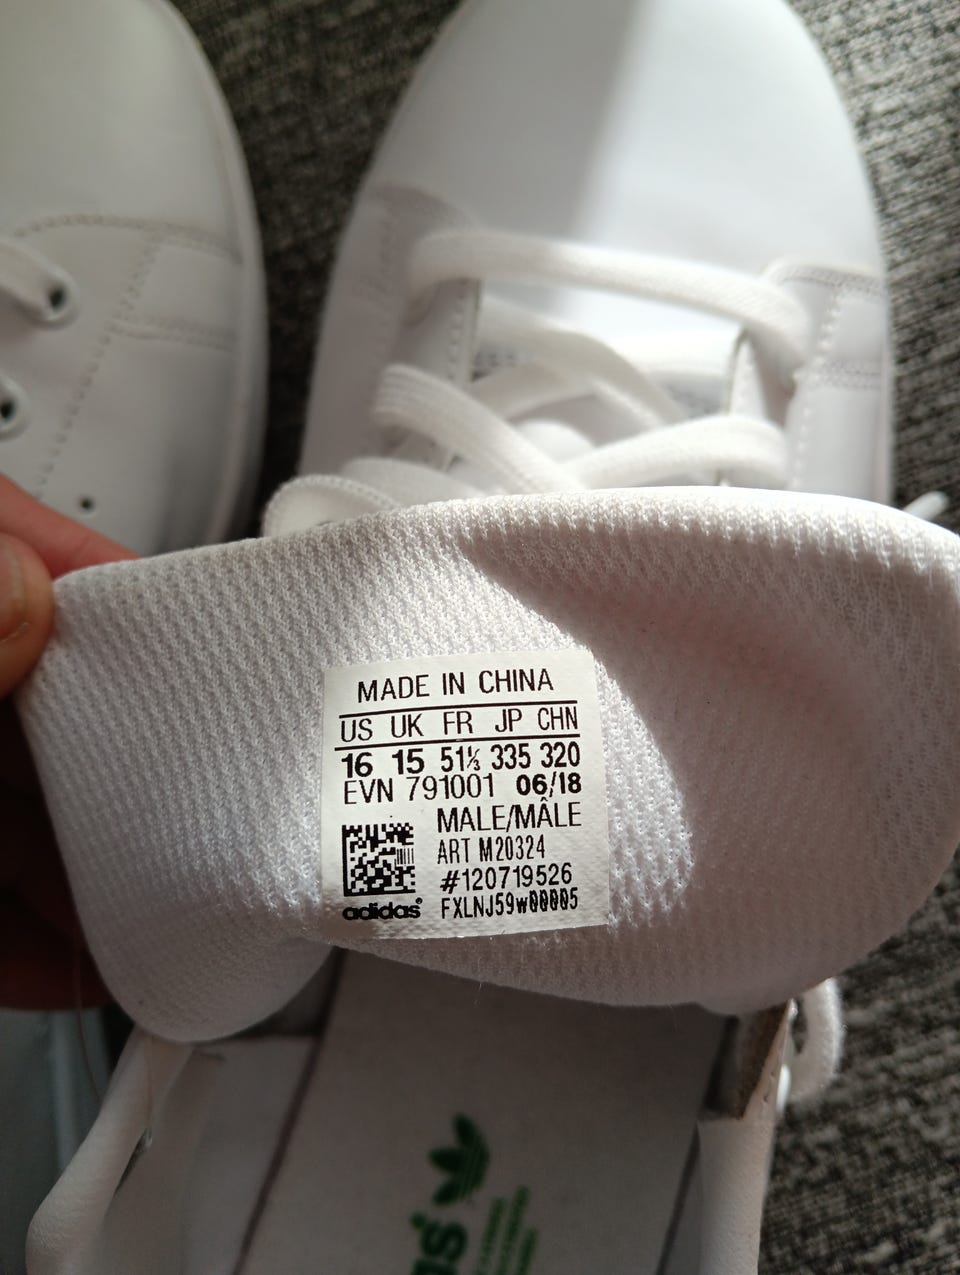 MADE IN CHINA
US UK FR JP CHN
16 15 51⅓ 335 320
EVN 791001 06/18
MALE/MÂLE
ART M20324
#120719526
adidas® FXLNJ59w00005